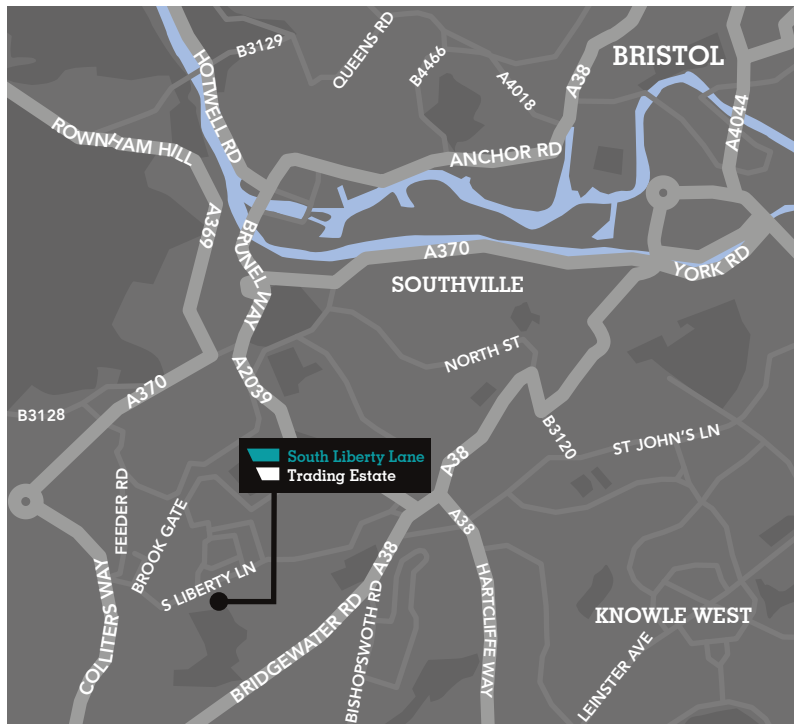 B3129
QUEENS RD
BRISTOL
HOTWELL RD
B4466
A4018
A38
A4044
ROWNHAM HILL
ANCHOR RD
A369
BRUNEL WAY
A370
YORK RD
SOUTHVILLE
NORTH ST
A2039
A370
B3128
B3120
ST JOHN'S LN
South Liberty Lane
Trading Estate
A38
FEEDER RD
BROOK GATE
A38
A38
S LIBERTY LN
COLLITERS WAY
BRIDGEWATER RD
BISHOPSWOTH RD
HARTCLIFFE WAY
KNOWLE WEST
LEINSTER AVE